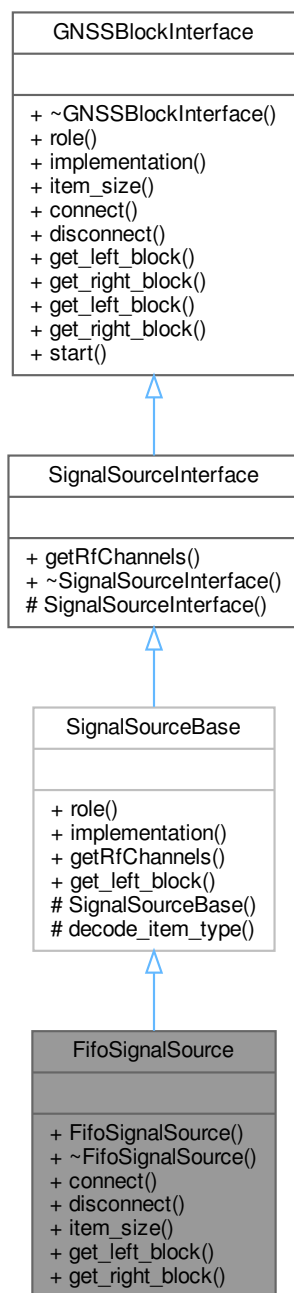 GNSSBlockInterface
+ ~GNSSBlockInterface()
+ role()
+ implementation()
+ item_size()
+ connect()
+ disconnect()
+ get_left_block()
+ get_right_block()
+ get_left_block()
+ get_right_block()
+ start()
SignalSourceInterface
+ getRfChannels()
+ ~SignalSourceInterface()
# SignalSourceInterface()
SignalSourceBase
+ role()
+ implementation()
+ getRfChannels()
+ get_left_block()
# SignalSourceBase()
# decode_item_type()
FifoSignalSource
+ FifoSignalSource()
+ ~FifoSignalSource()
+ connect()
+ disconnect()
+ item_size()
+ get_left_block()
+ get_right_block()